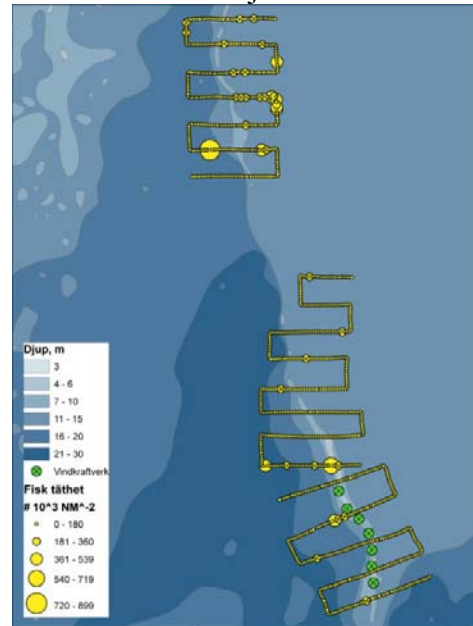 Djup, m
3
4 - 6
7 - 10
11 - 15
16 - 20
21 - 30
Vindkraftverk
Fisk täthet
# 10^3 NM^-2
0 - 180
181 - 360
361 - 539
540 - 719
720 - 899